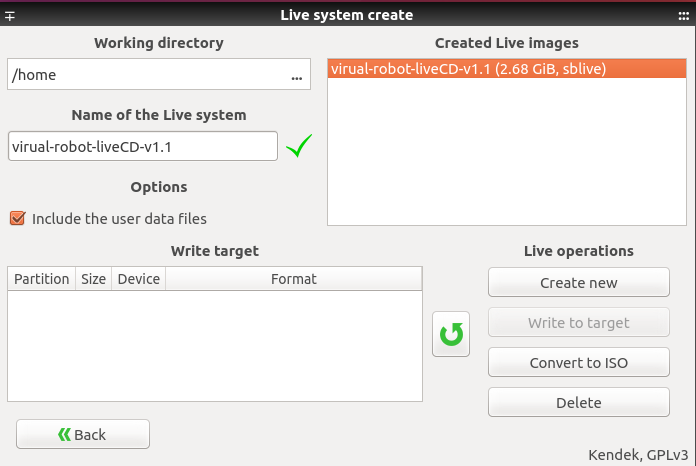 Live system create
Working directory
/home
...
Name of the Live system
virual-robot-liveCD-v1.1
Options
Include the user data files
Created Live images
virual-robot-liveCD-v1.1 (2.68 GiB, sblive)
Write target
Partition Size Device Format
Live operations
Create new
Write to target
Convert to ISO
Delete
Back
Kendek, GPLv3